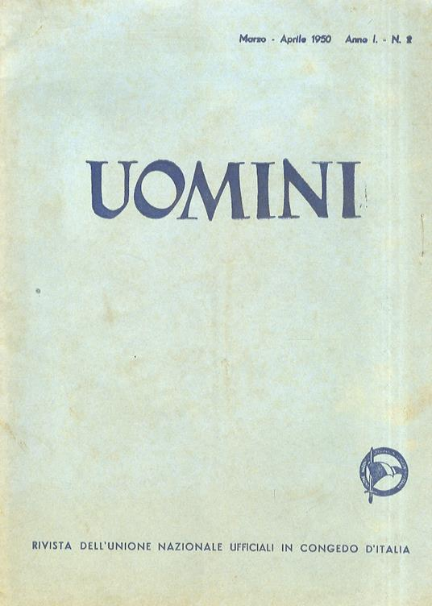 Marzo - Aprile 1950 Anno I. - N. 2
UOMINI
RIVISTA DELL'UNIONE NAZIONALE UFFICIALI IN CONGEDO D'ITALIA